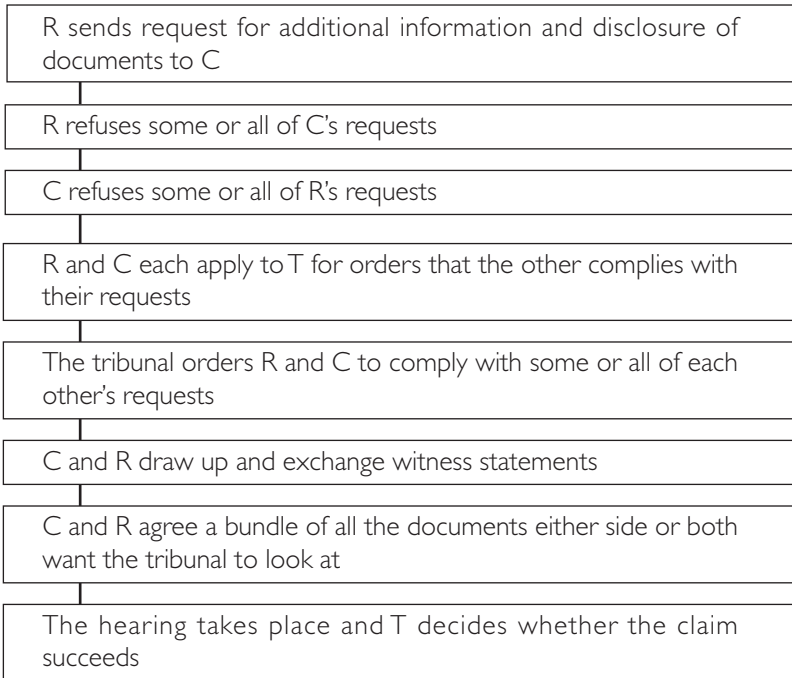 R sends request for additional information and disclosure of
documents to C
R refuses some or all of C’s requests
C refuses some or all of R’s requests
R and C each apply to T for orders that the other complies with
their requests
The tribunal orders R and C to comply with some or all of each
other’s requests
C and R draw up and exchange witness statements
C and R agree a bundle of all the documents either side or both
want the tribunal to look at
The hearing takes place and T decides whether the claim
succeeds